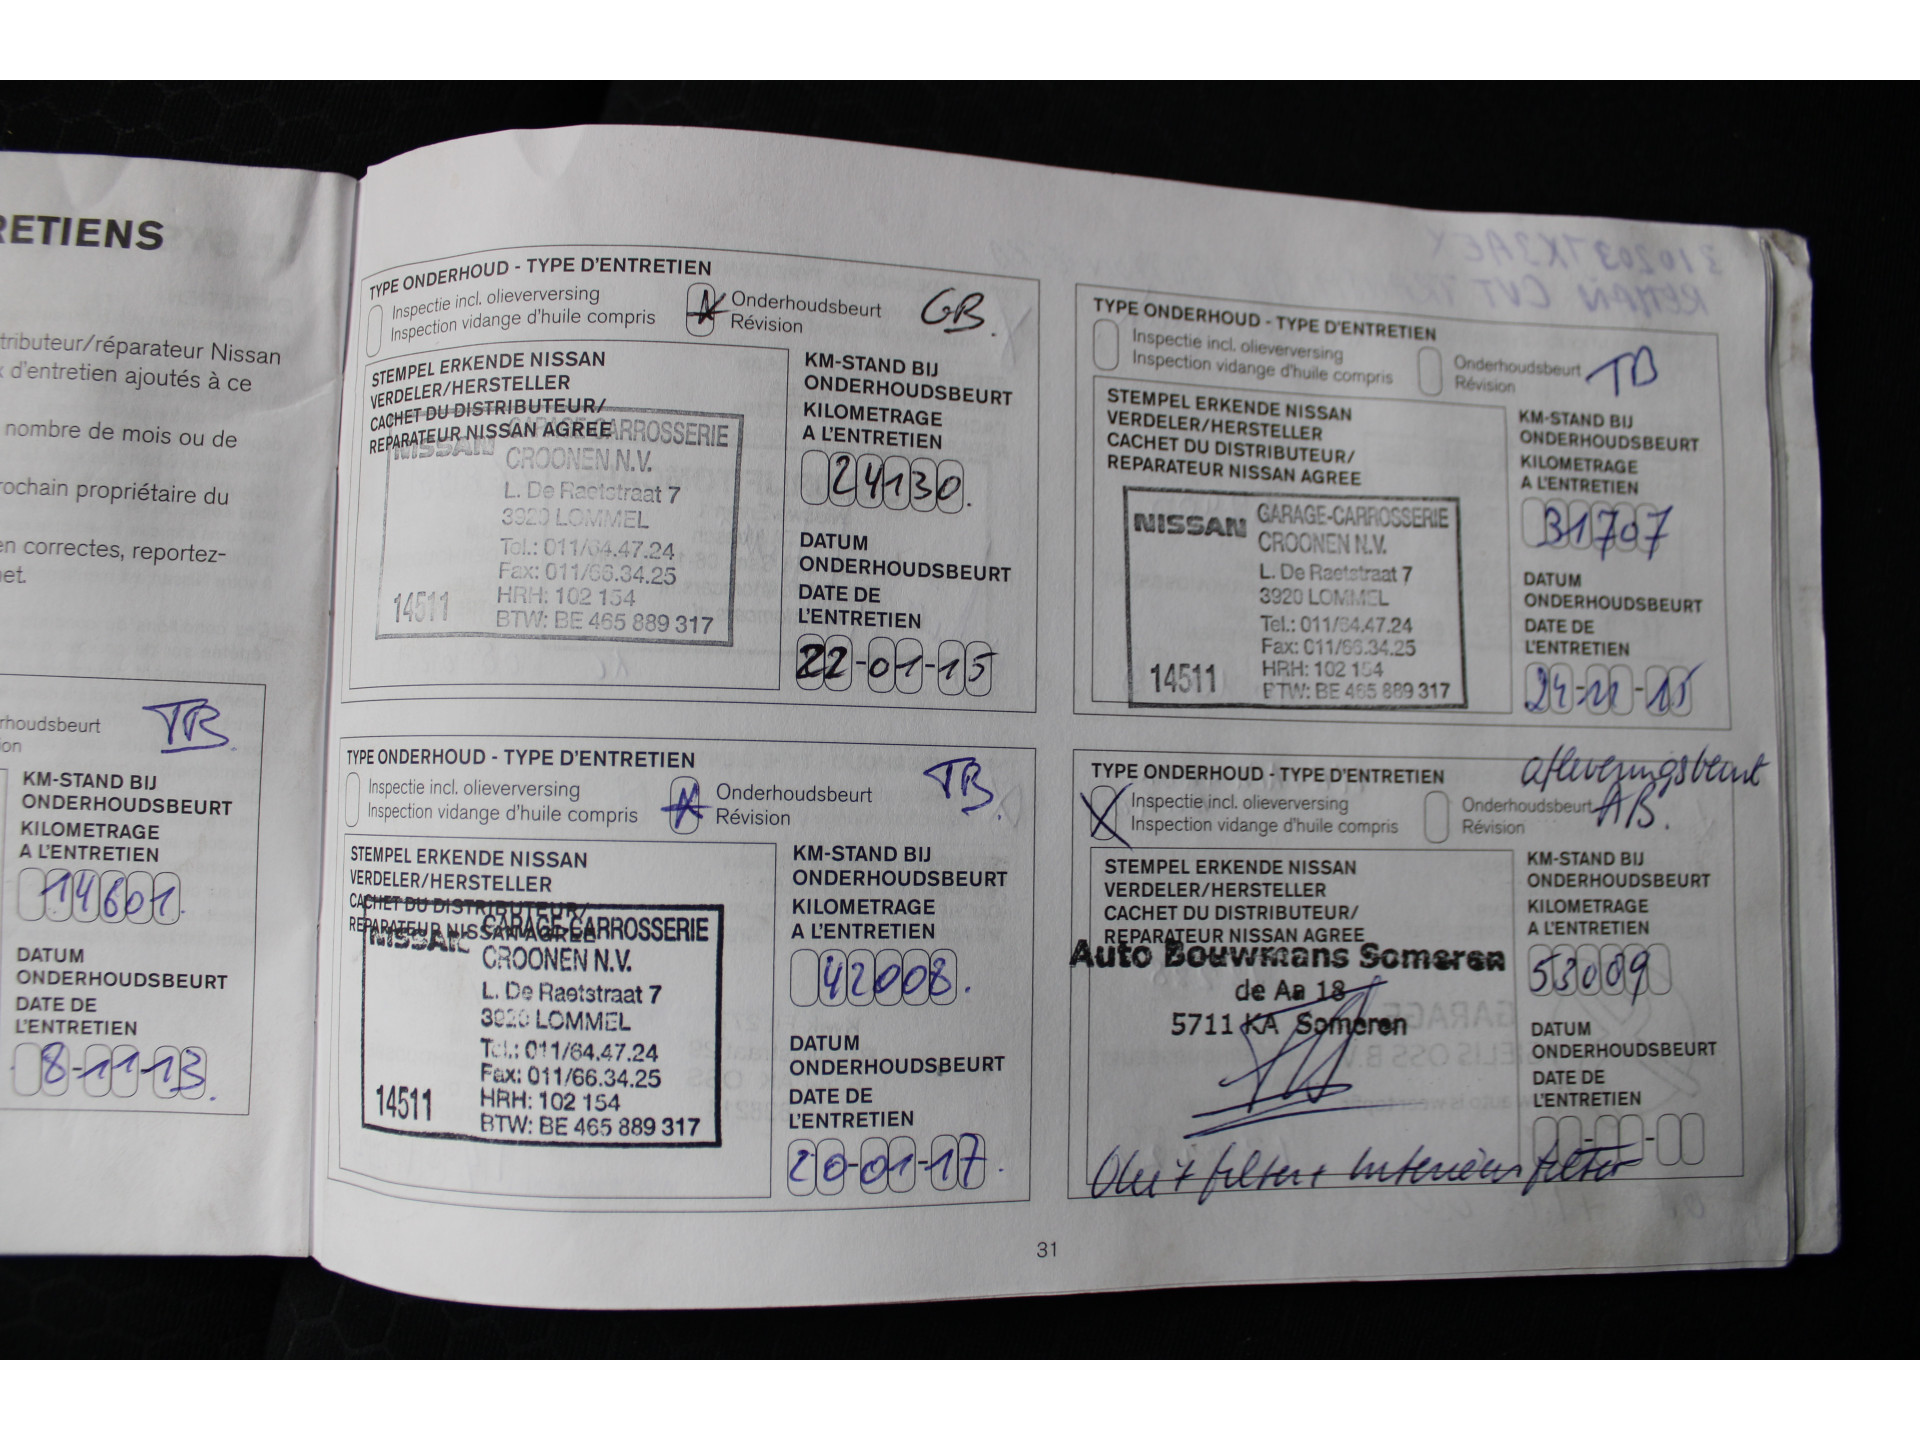 RETIENS
tributeur/réparateur Nissan
d'entretien ajoutés à ce
nombre de mois ou de
rochain propriétaire du
en correctes, reportez-
net.
rhoudsbeurt TB.
ion
KM-STAND BIJ
ONDERHOUDSBEURT
KILOMETRAGE
A L'ENTRETIEN
14601.
DATUM
ONDERHOUDSBEURT
DATE DE
L'ENTRETIEN
8-11-13.
TYPE ONDERHOUD - TYPE D'ENTRETIEN
Inspectie incl. olieverversing
Inspection vidange d'huile compris
Onderhoudsbeurt GB.
Révision
STEMPEL ERKENDE NISSAN
VERDELER/HERSTELLER
CACHET DU DISTRIBUTEUR/
REPARATEUR NISSAN AGREE
NISSAN GARAGE-CARROSSERIE
CROONEN N.V.
L. De Raetstraat 7
3920 LOMMEL
Tel.: 011/64.47.24
Fax: 011/66.34.25
HRH: 102 154
14511 BTW: BE 465 889 317
KM-STAND BIJ
ONDERHOUDSBEURT
KILOMETRAGE
A L'ENTRETIEN
24130.
DATUM
ONDERHOUDSBEURT
DATE DE
L'ENTRETIEN
22-01-15
TYPE ONDERHOUD - TYPE D'ENTRETIEN
Inspectie incl. olieverversing
Inspection vidange d'huile compris
Onderhoudsbeurt TB
Révision
STEMPEL ERKENDE NISSAN
VERDELER/HERSTELLER
CACHET DU DISTRIBUTEUR/
REPARATEUR NISSAN AGREE
NISSAN GARAGE-CARROSSERIE
CROONEN N.V.
L. De Raetstraat 7
3920 LOMMEL
Tel.: 011/64.47.24
Fax: 011/66.34.25
HRH: 102 154
14511 BTW: BE 465 889 317
KM-STAND BIJ
ONDERHOUDSBEURT
KILOMETRAGE
A L'ENTRETIEN
31707
DATUM
ONDERHOUDSBEURT
DATE DE
L'ENTRETIEN
TYPE ONDERHOUD - TYPE D'ENTRETIEN
Inspectie incl. olieverversing
Inspection vidange d'huile compris
Onderhoudsbeurt TB.
Révision
STEMPEL ERKENDE NISSAN
VERDELER/HERSTELLER
CACHET DU DISTRIBUTEUR/
REPARATEUR NISSAN AGREE
NISSAN GARAGE-CARROSSERIE
CROONEN N.V.
L. De Raetstraat 7
3920 LOMMEL
Tel.: 011/64.47.24
Fax: 011/66.34.25
HRH: 102 154
14511 BTW: BE 465 889 317
KM-STAND BIJ
ONDERHOUDSBEURT
KILOMETRAGE
A L'ENTRETIEN
42008.
DATUM
ONDERHOUDSBEURT
DATE DE
L'ENTRETIEN
20-01-17.
afleveringsbeurt
TYPE ONDERHOUD - TYPE D'ENTRETIEN
Inspectie incl. olieverversing
Inspection vidange d'huile compris
Onderhoudsbeurt AB.
Révision
STEMPEL ERKENDE NISSAN
VERDELER/HERSTELLER
CACHET DU DISTRIBUTEUR/
REPARATEUR NISSAN AGREE
Auto Bouwmans Someren
de Aa 18
5711 KA Someren
KM-STAND BIJ
ONDERHOUDSBEURT
KILOMETRAGE
A L'ENTRETIEN
53009
DATUM
ONDERHOUDSBEURT
DATE DE
L'ENTRETIEN
Olie + filter + interieur filter
31